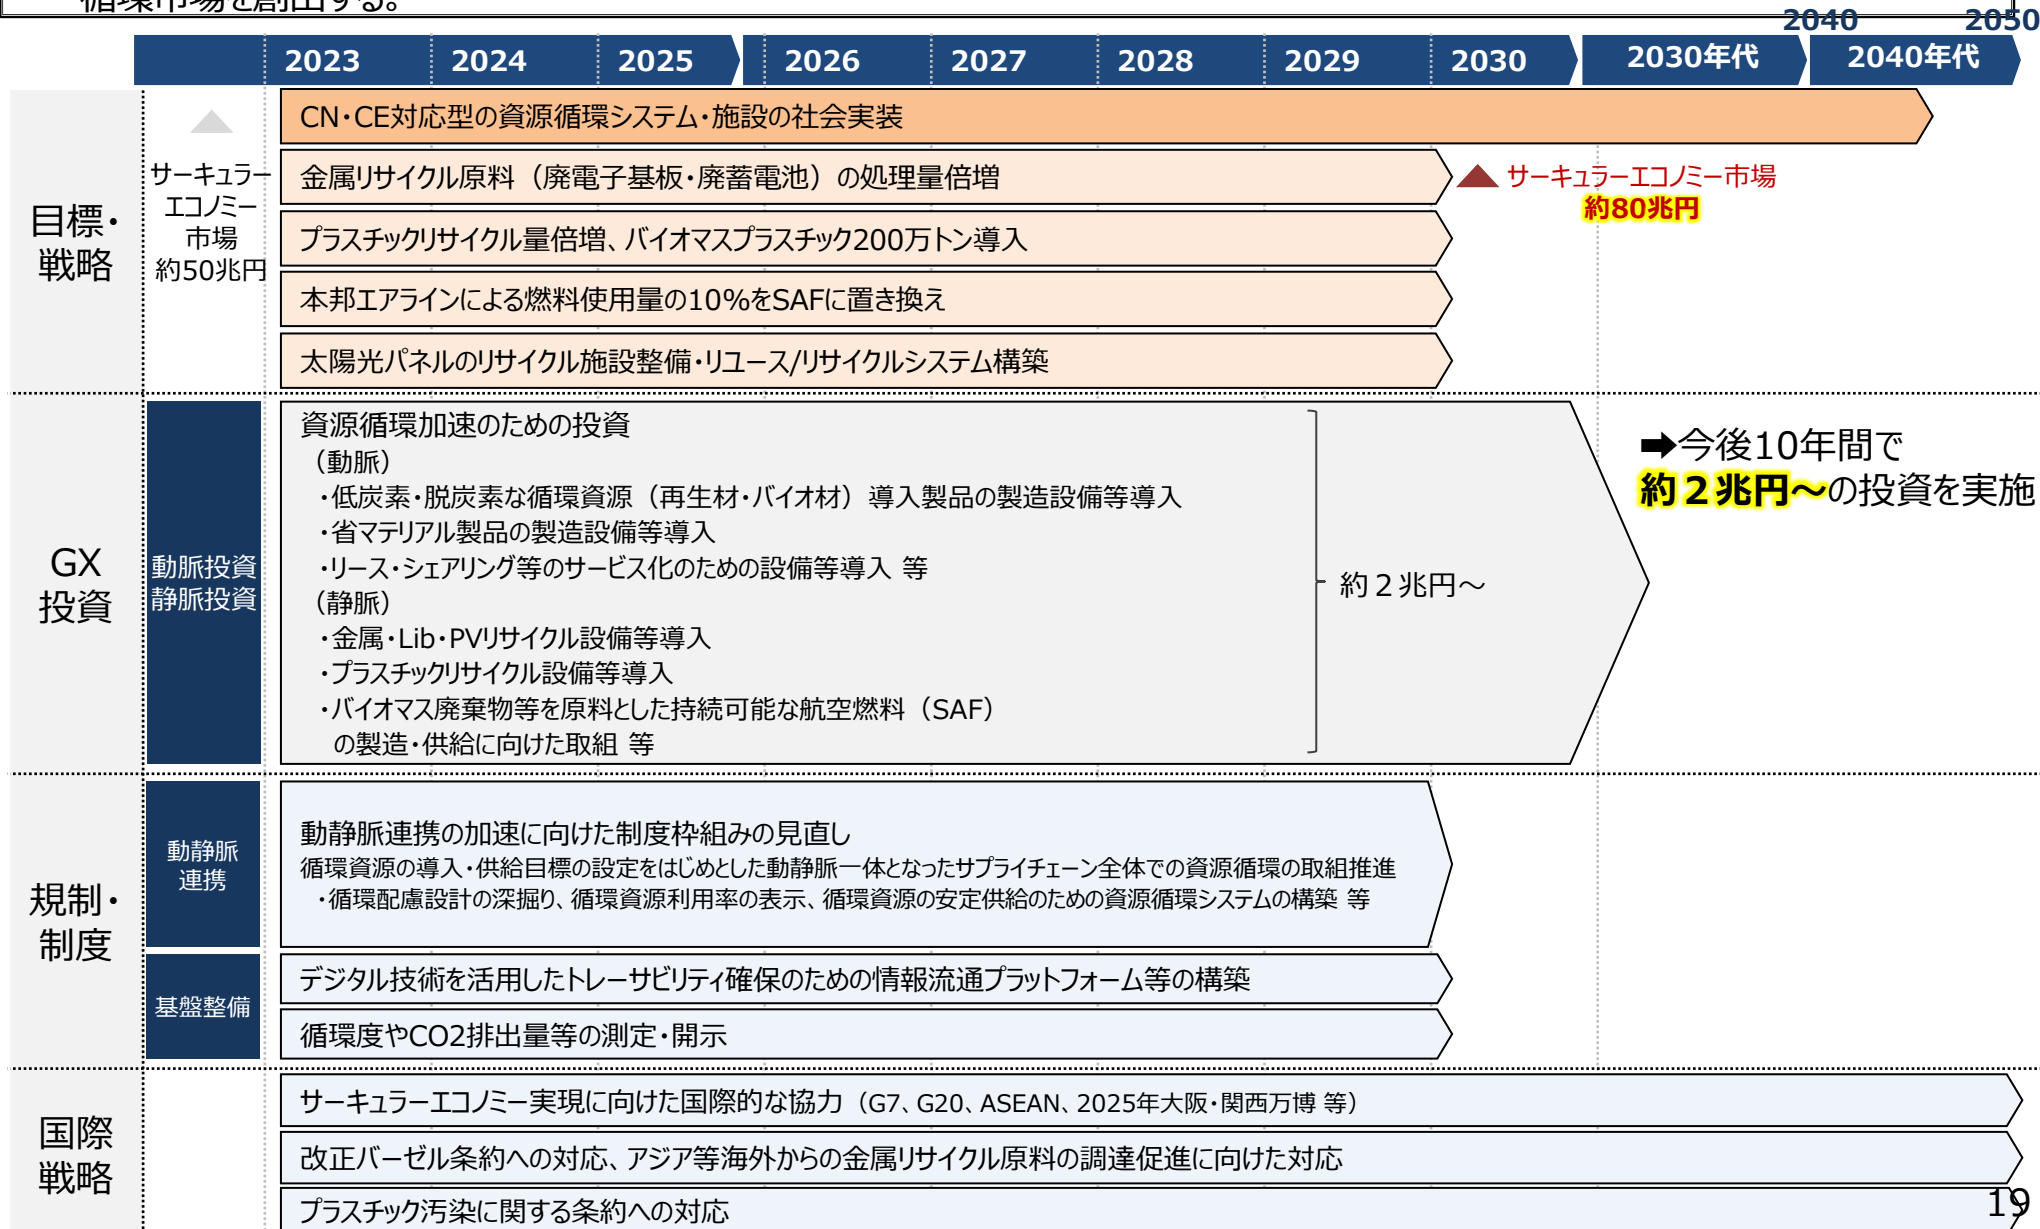 循環市場を創出する。
2040
2050
2023
2024
2025
2026
2027
2028
2029
2030
2030年代
2040年代
目標・
戦略
サーキュラー
エコノミー
市場
約50兆円
CN・CE対応型の資源循環システム・施設の社会実装
金属リサイクル原料（廃電子基板・廃蓄電池）の処理量倍増
サーキュラーエコノミー市場
約80兆円
プラスチックリサイクル量倍増、バイオマスプラスチック200万トン導入
本邦エアラインによる燃料使用量の10%をSAFに置き換え
太陽光パネルのリサイクル施設整備・リユース/リサイクルシステム構築
GX
投資
動脈投資
静脈投資
資源循環加速のための投資
（動脈）
・低炭素・脱炭素な循環資源（再生材・バイオ材）導入製品の製造設備等導入
・省マテリアル製品の製造設備等導入
・リース・シェアリング等のサービス化のための設備等導入 等
（静脈）
・金属・Lib・PVリサイクル設備等導入
・プラスチックリサイクル設備等導入
・バイオマス廃棄物等を原料とした持続可能な航空燃料（SAF）
の製造・供給に向けた取組 等
約２兆円～
➡今後10年間で
約２兆円～の投資を実施
規制・
制度
動静脈
連携
動静脈連携の加速に向けた制度枠組みの見直し
循環資源の導入・供給目標の設定をはじめとした動静脈一体となったサプライチェーン全体での資源循環の取組推進
・循環配慮設計の深掘り、循環資源利用率の表示、循環資源の安定供給のための資源循環システムの構築 等
基盤整備
デジタル技術を活用したトレーサビリティ確保のための情報流通プラットフォーム等の構築
循環度やCO2排出量等の測定・開示
国際
戦略
サーキュラーエコノミー実現に向けた国際的な協力（G7、G20、ASEAN、2025年大阪・関西万博 等）
改正バーゼル条約への対応、アジア等海外からの金属リサイクル原料の調達促進に向けた対応
プラスチック汚染に関する条約への対応
19